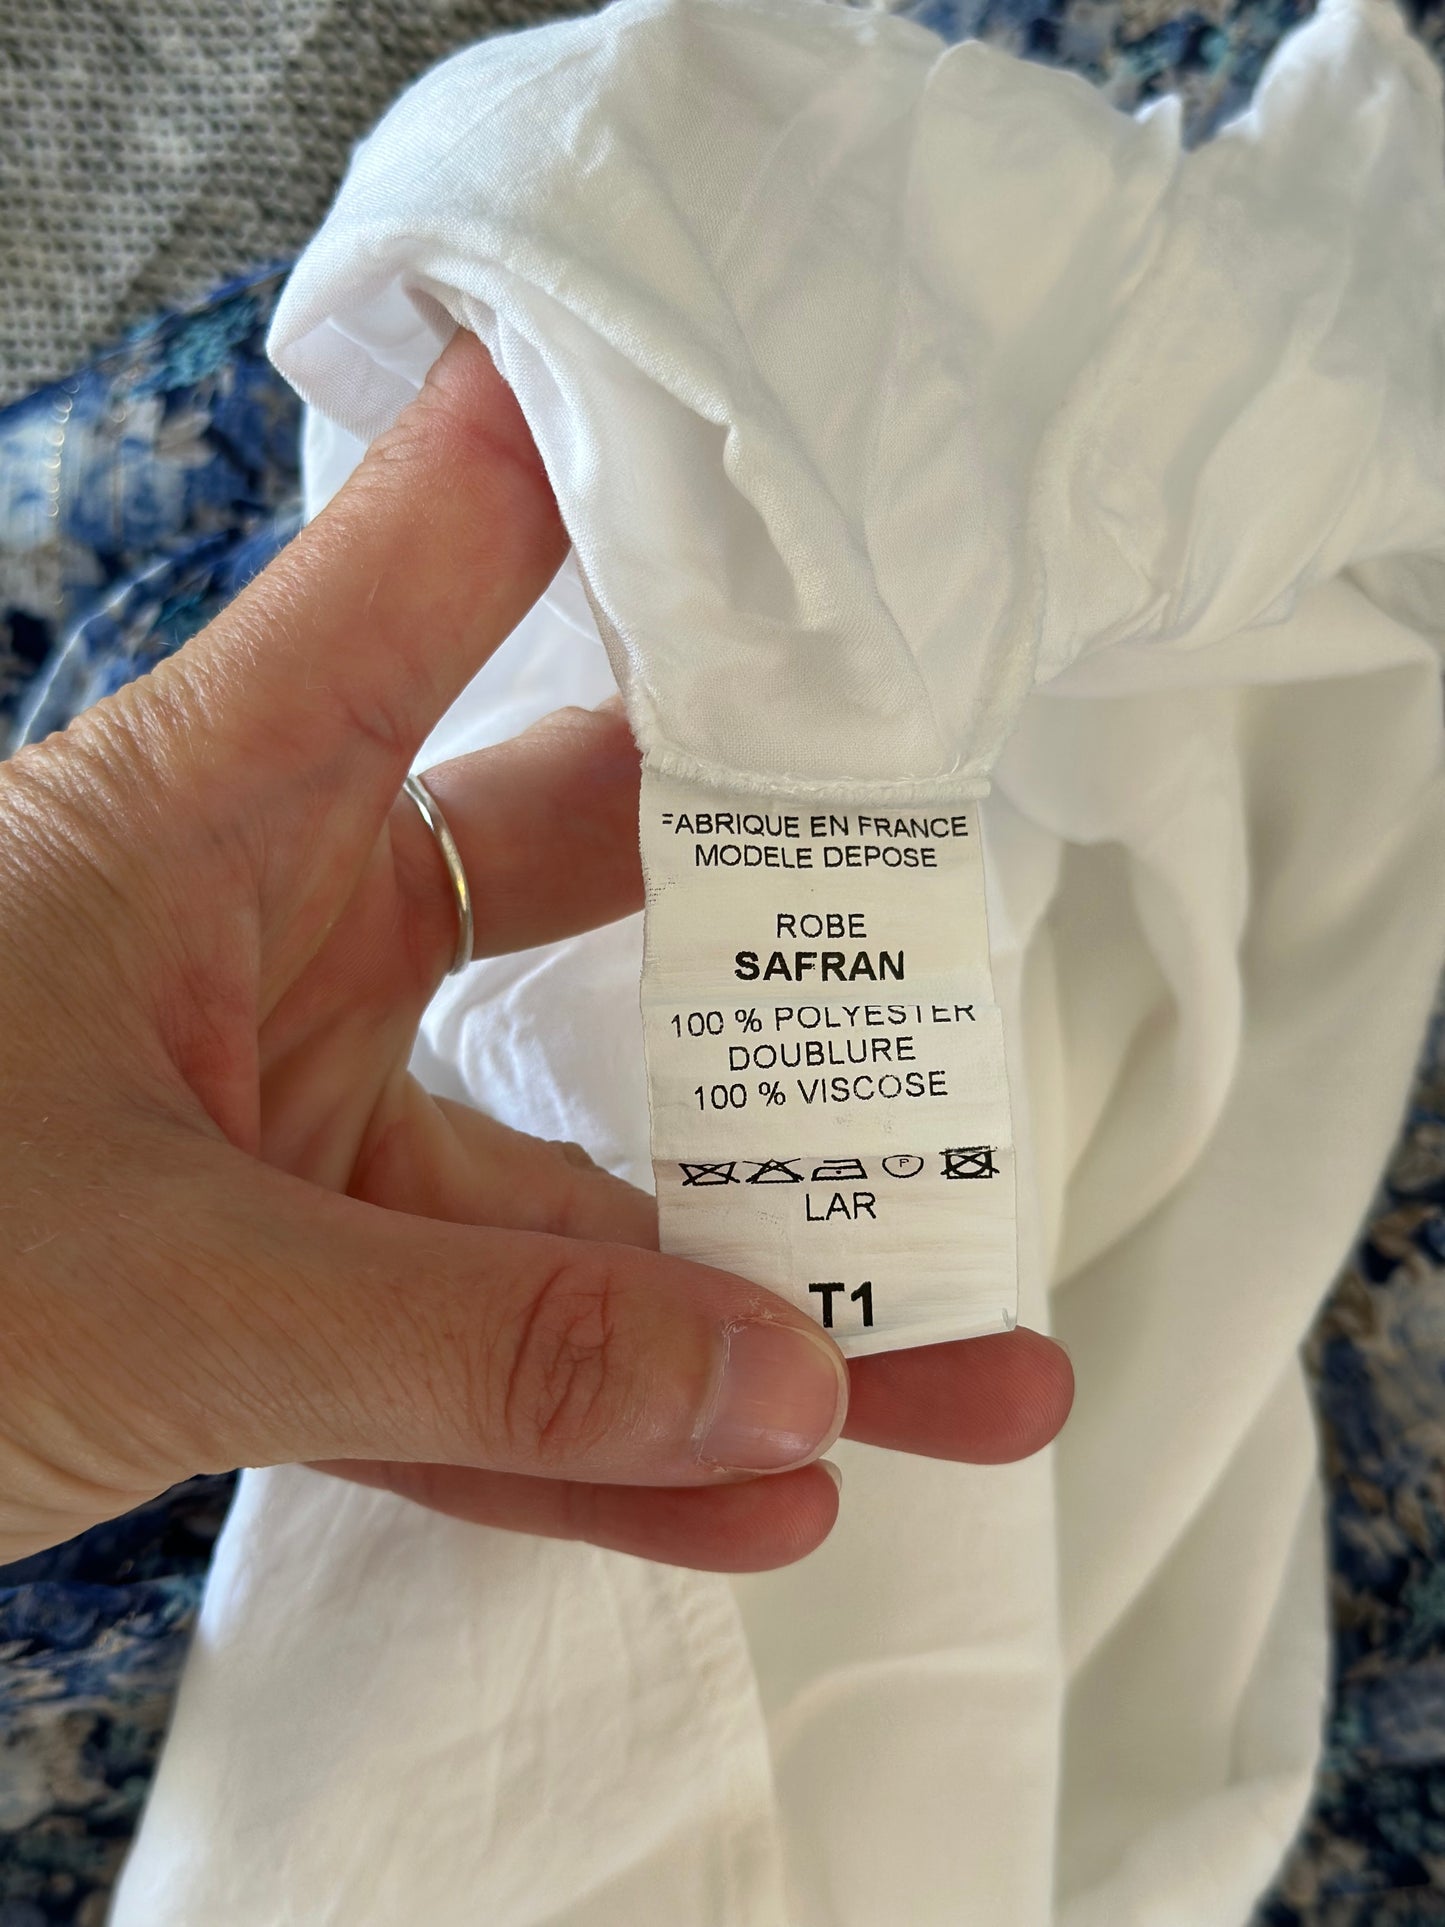 FABRIQUE EN FRANCE
MODELE DEPOSE
ROBE
SAFRAN
100 % POLYESTER
DOUBLURE
100 % VISCOSE
P
LAR
T1